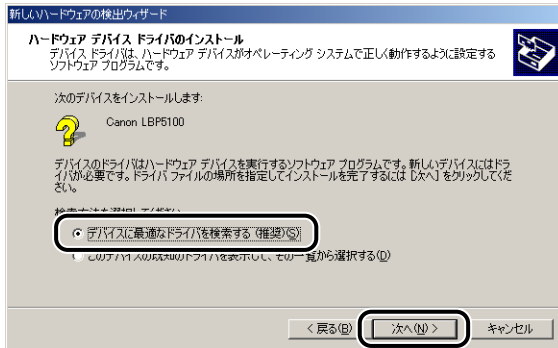 新しいハードウェアの検出ウィザード
ハードウェア デバイス ドライバのインストール
デバイス ドライバは、ハードウェア デバイスがオペレーティング システムで正しく動作するように設定する
ソフトウェア プログラムです。
次のデバイスをインストールします:
Canon LBP5100
デバイスのドライバはハードウェア デバイスを実行するソフトウェア プログラムです。新しいデバイスにはドラ
イバが必要です。ドライバ ファイルの場所を指定してインストールを完了するには [次へ] をクリックしてくだ
さい。
検索方法を選択してください。
デバイスに最適なドライバを検索する (推奨)(S)
このデバイスの既知のドライバを表示して、その一覧から選択する(D)
< 戻る(B)
次へ(N) >
キャンセル